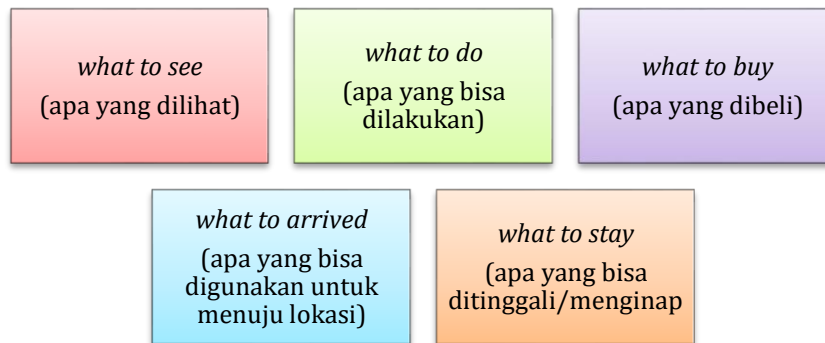 what to see
(apa yang dilihat)
what to do
(apa yang bisa
dilakukan)
what to buy
(apa yang dibeli)
what to arrived
(apa yang bisa
digunakan untuk
menuju lokasi)
what to stay
(apa yang bisa
ditinggali/menginap